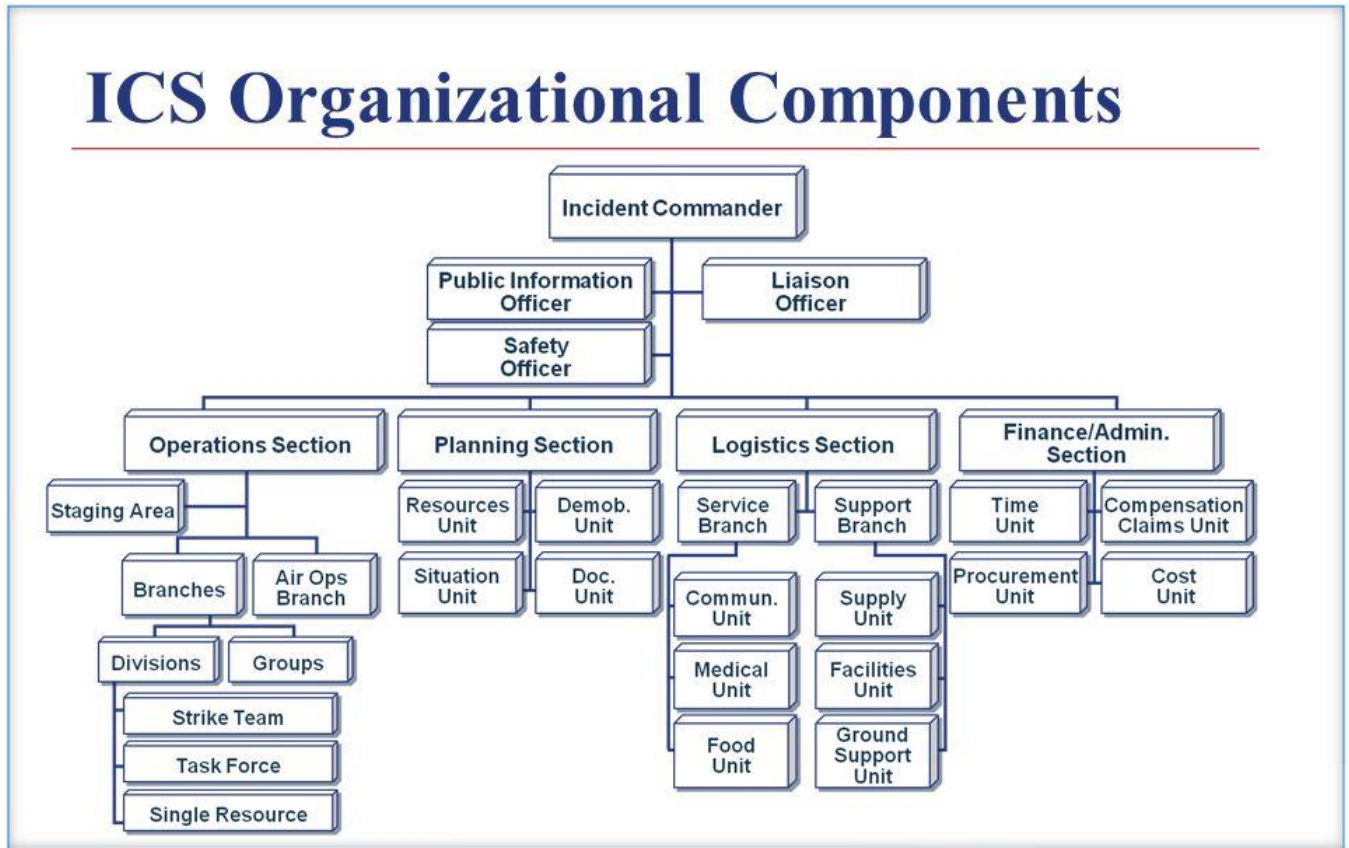 ICS Organizational Components
Incident Commander
Public Information
Officer
Liaison
Officer
Safety
Officer
Operations Section
Planning Section
Logistics Section
Finance/Admin.
Section
Staging Area
Branches
Air Ops
Branch
Divisions
Groups
Strike Team
Task Force
Single Resource
Resources
Unit
Demob.
Unit
Situation
Unit
Doc.
Unit
Service
Branch
Support
Branch
Commun.
Unit
Supply
Unit
Medical
Unit
Facilities
Unit
Food
Unit
Ground
Support
Unit
Time
Unit
Compensation
Claims Unit
Procurement
Unit
Cost
Unit